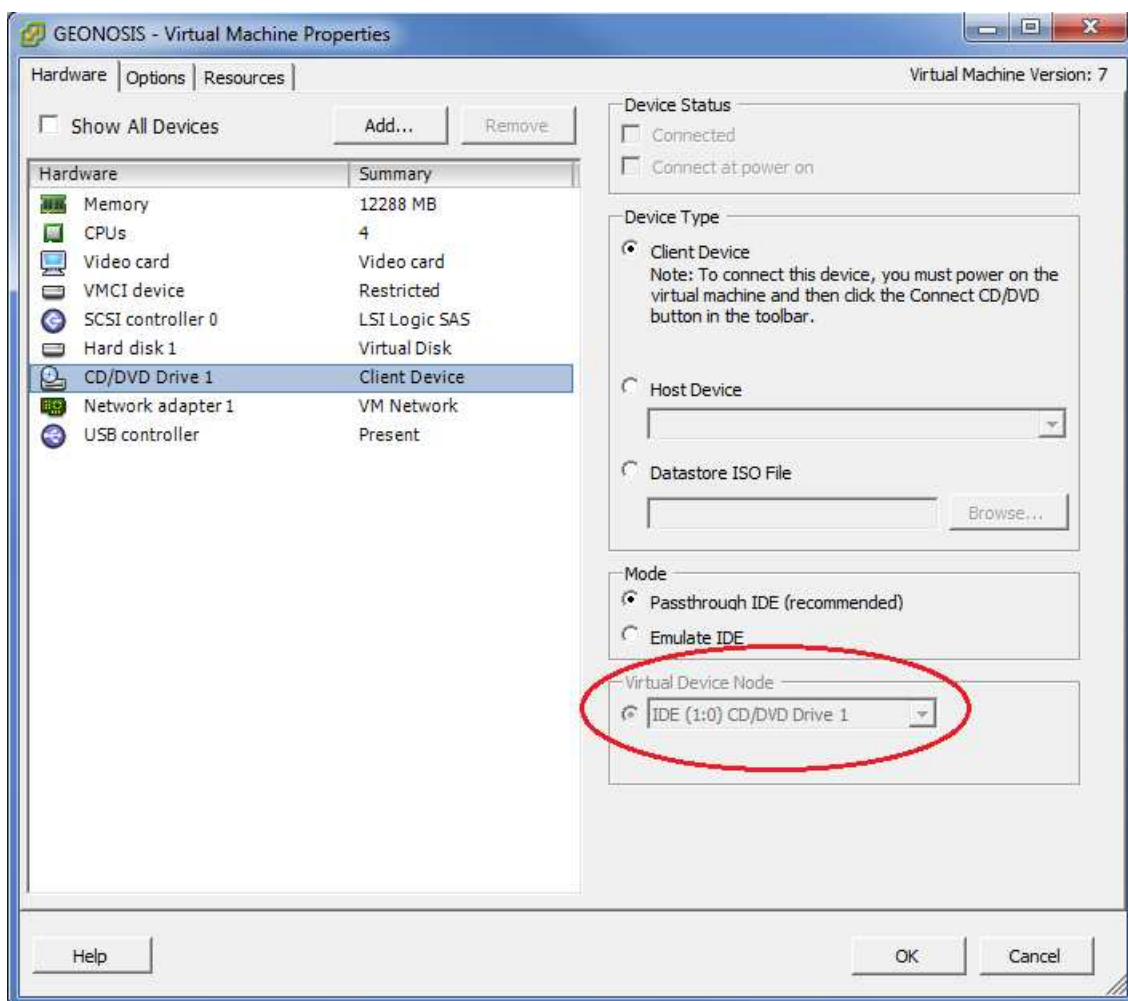 GEONOSIS - Virtual Machine Properties
Hardware Options Resources
Virtual Machine Version: 7
Show All Devices
Add...
Remove
Hardware Summary
Memory 12288 MB
CPUs 4
Video card Video card
VMCI device Restricted
SCSI controller 0 LSI Logic SAS
Hard disk 1 Virtual Disk
CD/DVD Drive 1 Client Device
Network adapter 1 VM Network
USB controller Present
Device Status
Connected
Connect at power on
Device Type
Client Device
Note: To connect this device, you must power on the
virtual machine and then click the Connect CD/DVD
button in the toolbar.
Host Device
Datastore ISO File
Browse...
Mode
Passthrough IDE (recommended)
Emulate IDE
Virtual Device Node
IDE (1:0) CD/DVD Drive 1
Help
OK
Cancel